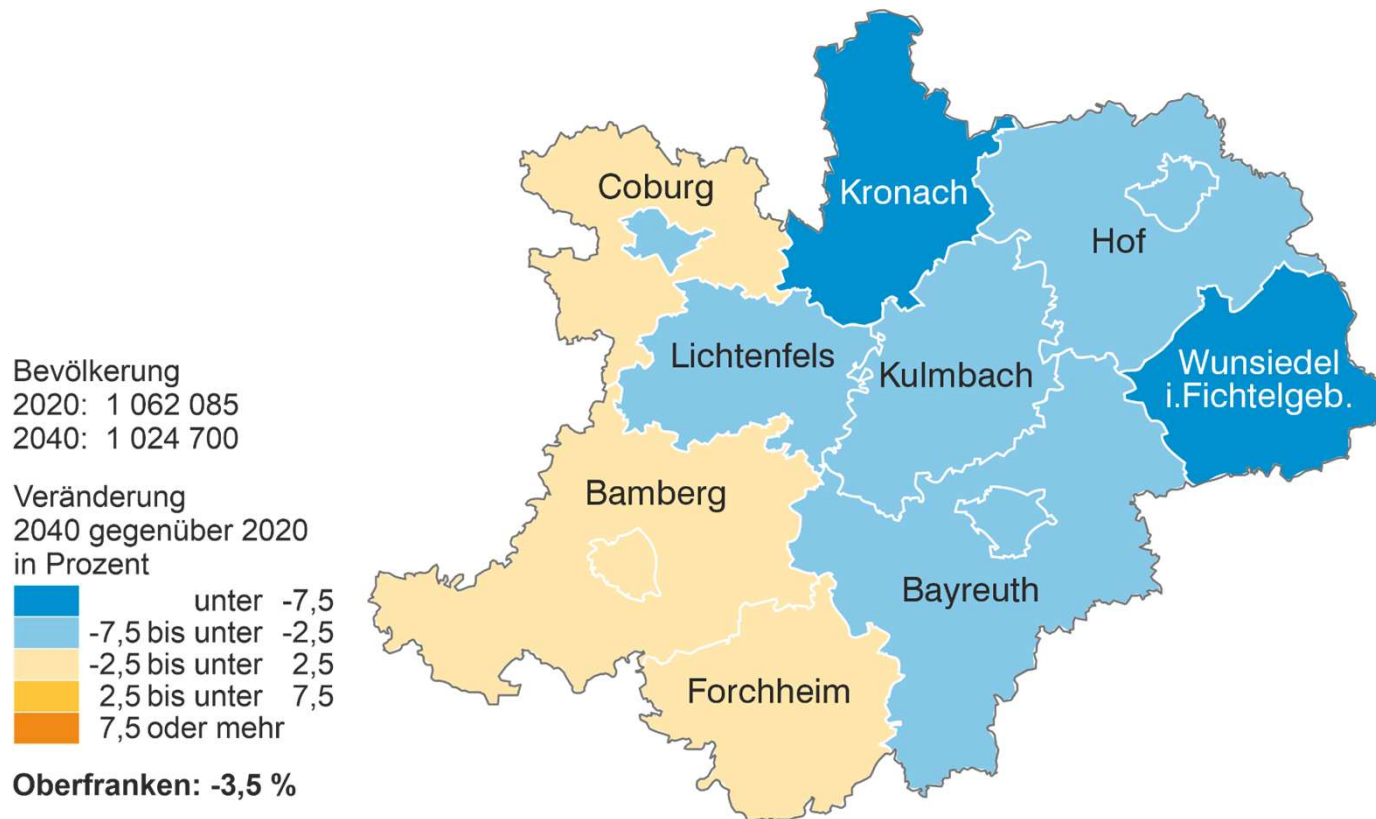 Coburg
Kronach
Hof
Lichtenfels
Kulmbach
Wunsiedel
i.Fichtelgeb.
Bamberg
Bayreuth
Forchheim
Bevölkerung
2020: 1 062 085
2040: 1 024 700
Veränderung
2040 gegenüber 2020
in Prozent
unter -7,5
-7,5 bis unter -2,5
-2,5 bis unter 2,5
2,5 bis unter 7,5
7,5 oder mehr
Oberfranken: -3,5 %